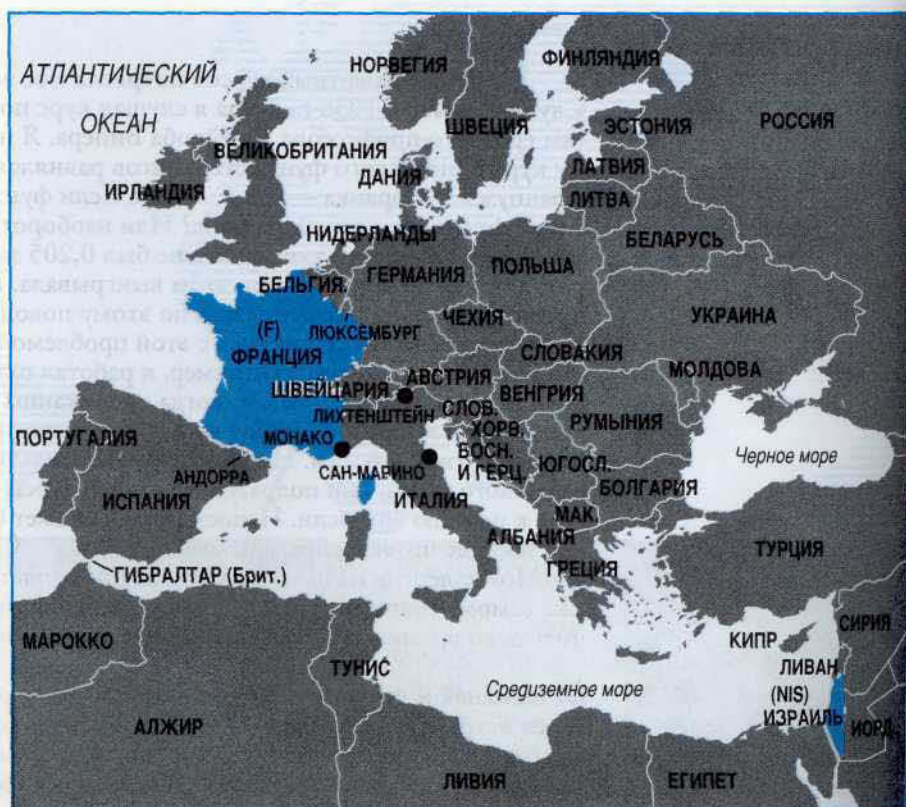 АТЛАНТИЧЕСКИЙ
ОКЕАН
НОРВЕГИЯ
ФИНЛЯНДИЯ
ШВЕЦИЯ
ЭСТОНИЯ
РОССИЯ
ВЕЛИКОБРИТАНИЯ
ДАНИЯ
ЛАТВИЯ
ИРЛАНДИЯ
ЛИТВА
НИДЕРЛАНДЫ
БЕЛАРУСЬ
ГЕРМАНИЯ
ПОЛЬША
БЕЛЬГИЯ.
(F)
ФРАНЦИЯ
ЛЮКСЕМБУРГ
ЧЕХИЯ
УКРАИНА
СЛОВАКИЯ
ШВЕЙЦАРИЯ
АВСТРИЯ
МОЛДОВА
ВЕНГРИЯ
ЛИХТЕНШТЕЙН
СЛОВ.
РУМЫНИЯ
ХОРВ.
ПОРТУГАЛИЯ
МОНАКО
БОСН.
И ГЕРЦ.
Черное море
АНДОРРА
САН-МАРИНО
ЮГОСЛ.
ИСПАНИЯ
ИТАЛИЯ
БОЛГАРИЯ
МАК.
АЛБАНИЯ
ТУРЦИЯ
ГРЕЦИЯ
ГИБРАЛТАР (Брит.)
МАРОККО
ТУНИС
КИПР
СИРИЯ
ЛИВАН
Средиземное море
(NIS)
ИЗРАИЛЬ
АЛЖИР
ИОРД.
ЛИВИЯ
ЕГИПЕТ